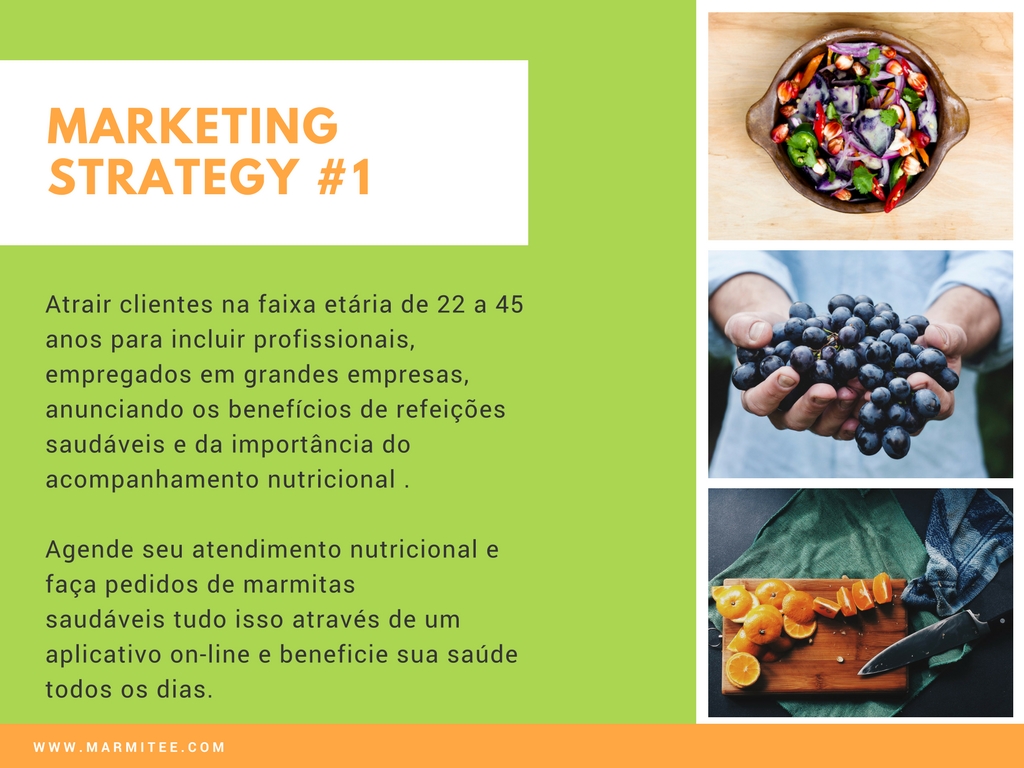 MARKETING
STRATEGY #1
Atrair clientes na faixa etária de 22 a 45
anos para incluir profissionais,
empregados em grandes empresas,
anunciando os benefícios de refeições
saudáveis e da importância do
acompanhamento nutricional .
Agende seu atendimento nutricional e
faça pedidos de marmitas
saudáveis tudo isso através de um
aplicativo on-line e beneficie sua saúde
todos os dias.
WWW.MARMITEE.COM